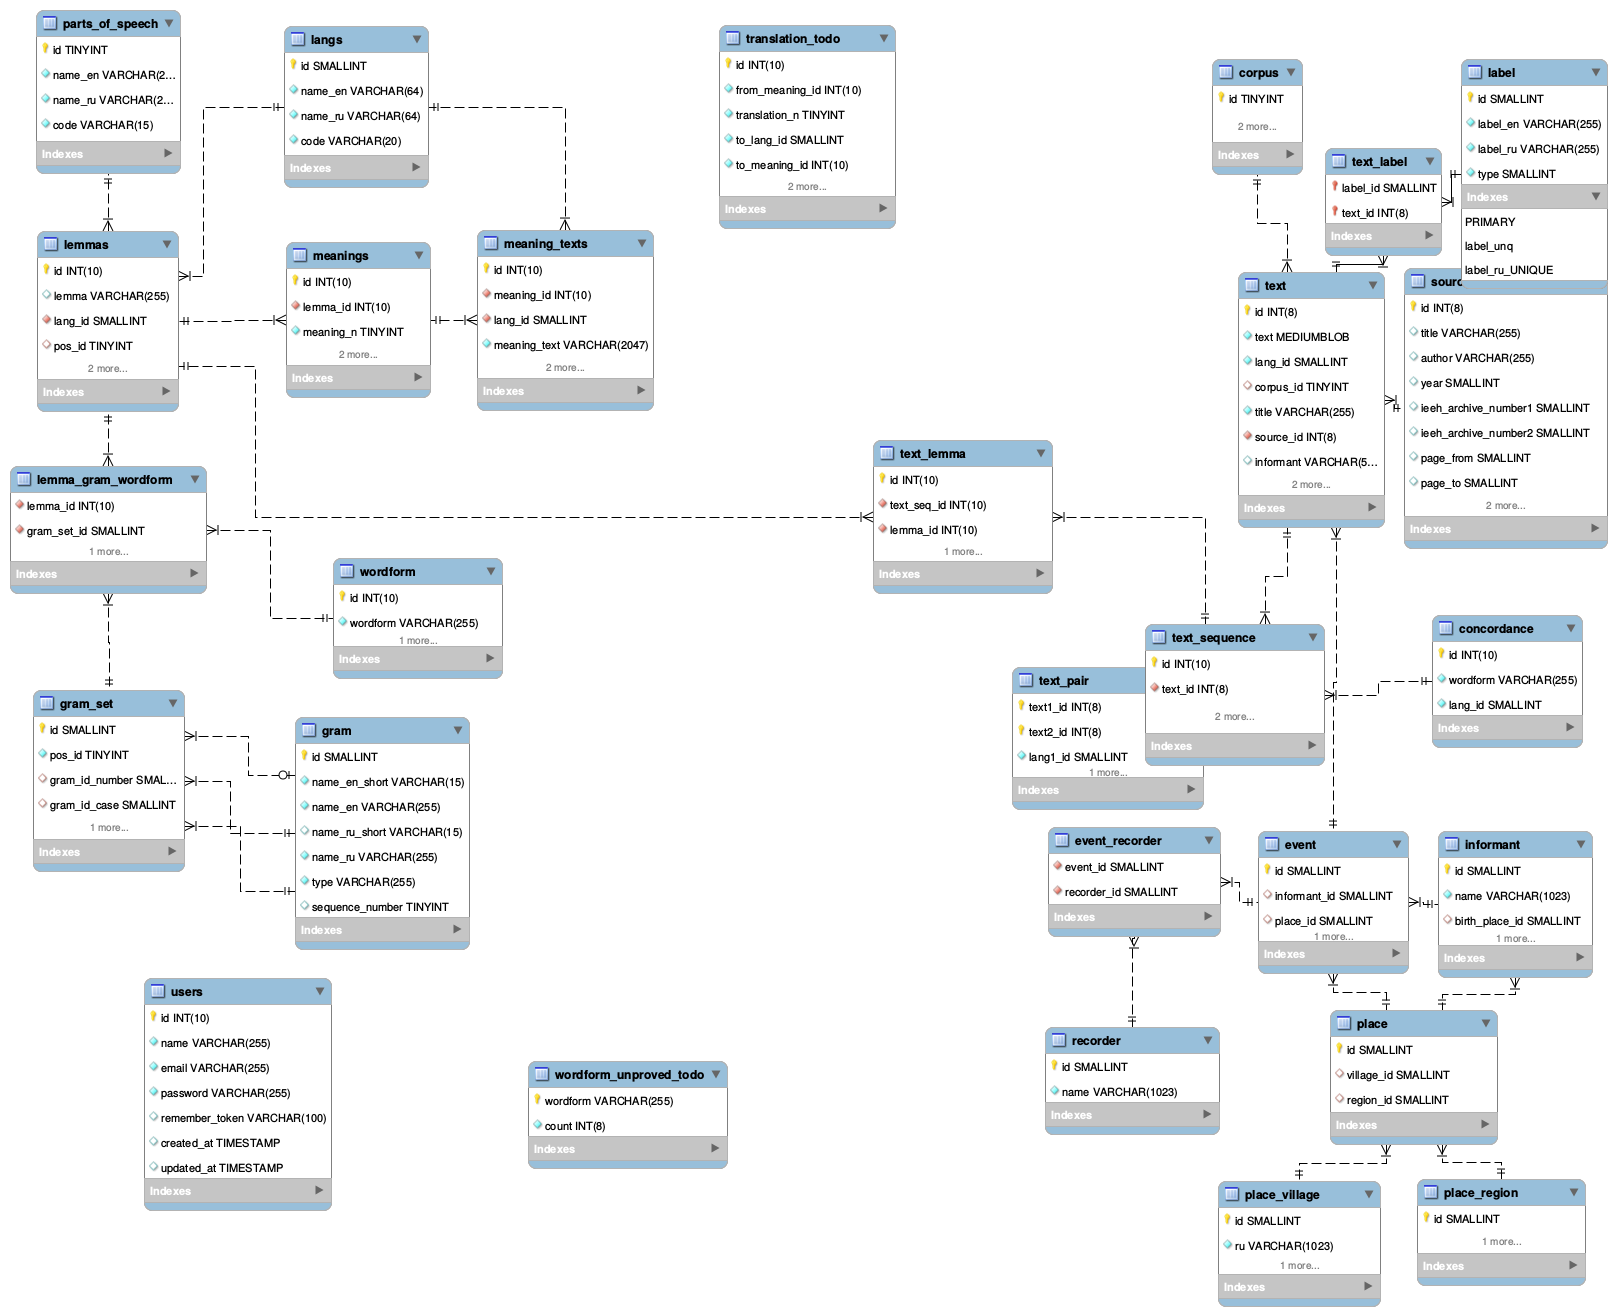 parts_of_speech
id TINYINT
name_en VARCHAR(2...
name_ru VARCHAR(2...
code VARCHAR(15)
Indexes
langs
id SMALLINT
name_en VARCHAR(64)
name_ru VARCHAR(64)
code VARCHAR(20)
Indexes
translation_todo
id INT(10)
from_meaning_id INT(10)
translation_n TINYINT
to_lang_id SMALLINT
to_meaning_id INT(10)
2 more...
Indexes
corpus
id TINYINT
2 more...
Indexes
label
id SMALLINT
label_en VARCHAR(255)
label_ru VARCHAR(255)
type SMALLINT
Indexes
PRIMARY
label_unq
label_ru_UNIQUE
text_label
label_id SMALLINT
text_id INT(8)
Indexes
lemmas
id INT(10)
lemma VARCHAR(255)
lang_id SMALLINT
pos_id TINYINT
2 more...
Indexes
meanings
id INT(10)
lemma_id INT(10)
meaning_n TINYINT
2 more...
Indexes
meaning_texts
id INT(10)
meaning_id INT(10)
lang_id SMALLINT
meaning_text VARCHAR(2047)
2 more...
Indexes
text
id INT(8)
text MEDIUMBLOB
lang_id SMALLINT
corpus_id TINYINT
title VARCHAR(255)
source_id INT(8)
informant VARCHAR(5...
2 more...
Indexes
sourc
id INT(8)
title VARCHAR(255)
author VARCHAR(255)
year SMALLINT
ieeh_archive_number1 SMALLINT
ieeh_archive_number2 SMALLINT
page_from SMALLINT
page_to SMALLINT
2 more...
Indexes
lemma_gram_wordform
lemma_id INT(10)
gram_set_id SMALLINT
1 more...
Indexes
text_lemma
id INT(10)
text_seq_id INT(10)
lemma_id INT(10)
1 more...
Indexes
wordform
id INT(10)
wordform VARCHAR(255)
1 more...
Indexes
text_sequence
id INT(10)
text_id INT(8)
2 more...
Indexes
concordance
id INT(10)
wordform VARCHAR(255)
lang_id SMALLINT
Indexes
text_pair
text1_id INT(8)
text2_id INT(8)
lang1_id SMALLINT
1 more...
Indexes
gram_set
id SMALLINT
pos_id TINYINT
gram_id_number SMAL...
gram_id_case SMALLINT
1 more...
Indexes
gram
id SMALLINT
name_en_short VARCHAR(15)
name_en VARCHAR(255)
name_ru_short VARCHAR(15)
name_ru VARCHAR(255)
type VARCHAR(255)
sequence_number TINYINT
Indexes
event_recorder
event_id SMALLINT
recorder_id SMALLINT
Indexes
event
id SMALLINT
informant_id SMALLINT
place_id SMALLINT
1 more...
Indexes
informant
id SMALLINT
name VARCHAR(1023)
birth_place_id SMALLINT
1 more...
Indexes
users
id INT(10)
name VARCHAR(255)
email VARCHAR(255)
password VARCHAR(255)
remember_token VARCHAR(100)
created_at TIMESTAMP
updated_at TIMESTAMP
Indexes
wordform_unproved_todo
wordform VARCHAR(255)
count INT(8)
Indexes
recorder
id SMALLINT
name VARCHAR(1023)
Indexes
place
id SMALLINT
village_id SMALLINT
region_id SMALLINT
Indexes
place_village
id SMALLINT
ru VARCHAR(1023)
1 more...
Indexes
place_region
id SMALLINT
1 more...
Indexes